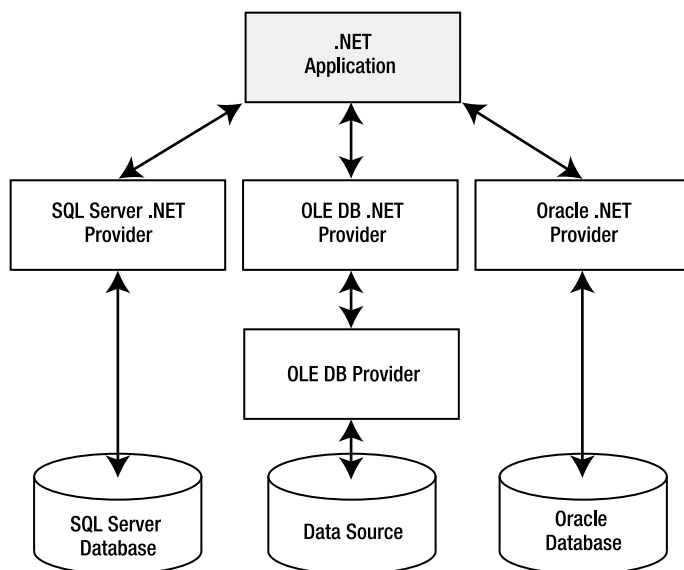 .NET
Application
SQL Server .NET
Provider
OLE DB .NET
Provider
Oracle .NET
Provider
OLE DB Provider
SQL Server
Database
Data Source
Oracle
Database